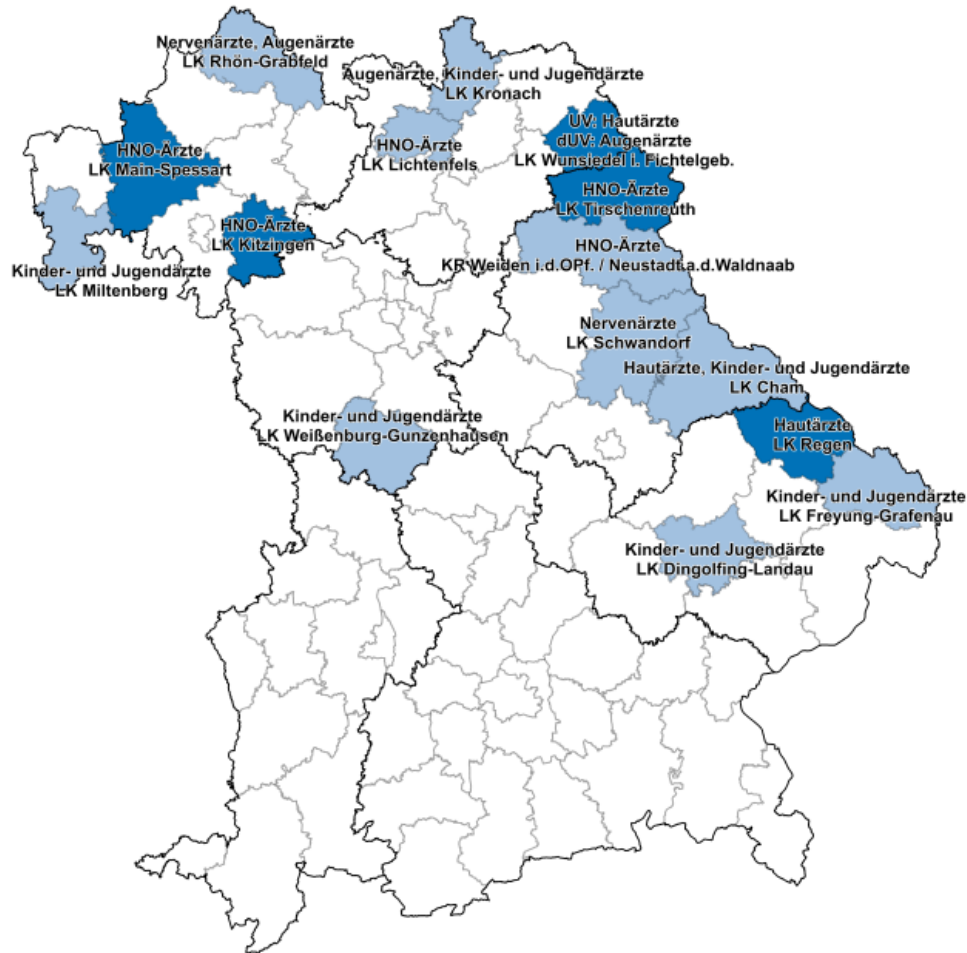 Nervenärzte, Augenärzte
LK Rhön-Grabfeld
Augenärzte, Kinder- und Jugendärzte
LK Kronach
HNO-Ärzte
LK Main-Spessart
HNO-Ärzte
LK Lichtenfels
UV: Hautärzte
dUV: Augenärzte
LK Wunsiedel i. Fichtelgeb.
HNO-Ärzte
LK Tirschenreuth
HNO-Ärzte
LK Kitzingen
Kinder- und Jugendärzte
LK Miltenberg
HNO-Ärzte
KR Weiden i.d.OPf. / Neustadt a.d.Waldnaab
Nervenärzte
LK Schwandorf
Hautärzte, Kinder- und Jugendärzte
LK Cham
Kinder- und Jugendärzte
LK Weißenburg-Gunzenhausen
Hautärzte
LK Regen
Kinder- und Jugendärzte
LK Freyung-Grafenau
Kinder- und Jugendärzte
LK Dingolfing-Landau